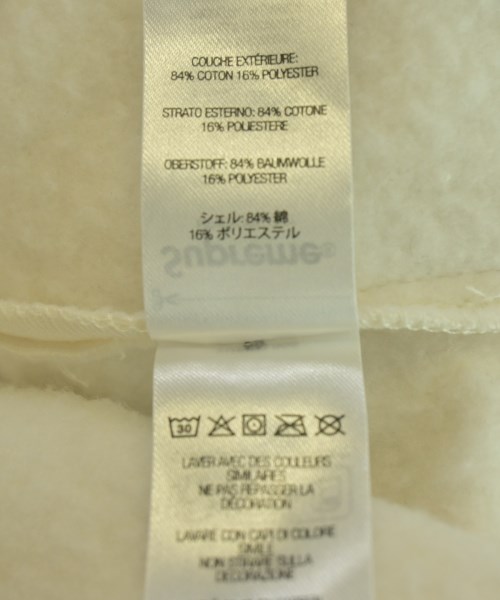 COUCHE EXTÉRIEURE:
84% COTON 16% POLYESTER
STRATO ESTERNO: 84% COTONE
16% POLIESTERE
OBERSTOFF: 84% BAUMWOLLE
16% POLYESTER
シェル: 84% 綿
16% ポリエステル
Supreme®
30
LAVER AVEC DES COULEURS
SIMILAIRES
NE PAS REPASSER LA
DÉCORATION
LAVARE CON CAPI DI COLORE
SIMILE
NON STIRARE SULLA
DECORAZIONE